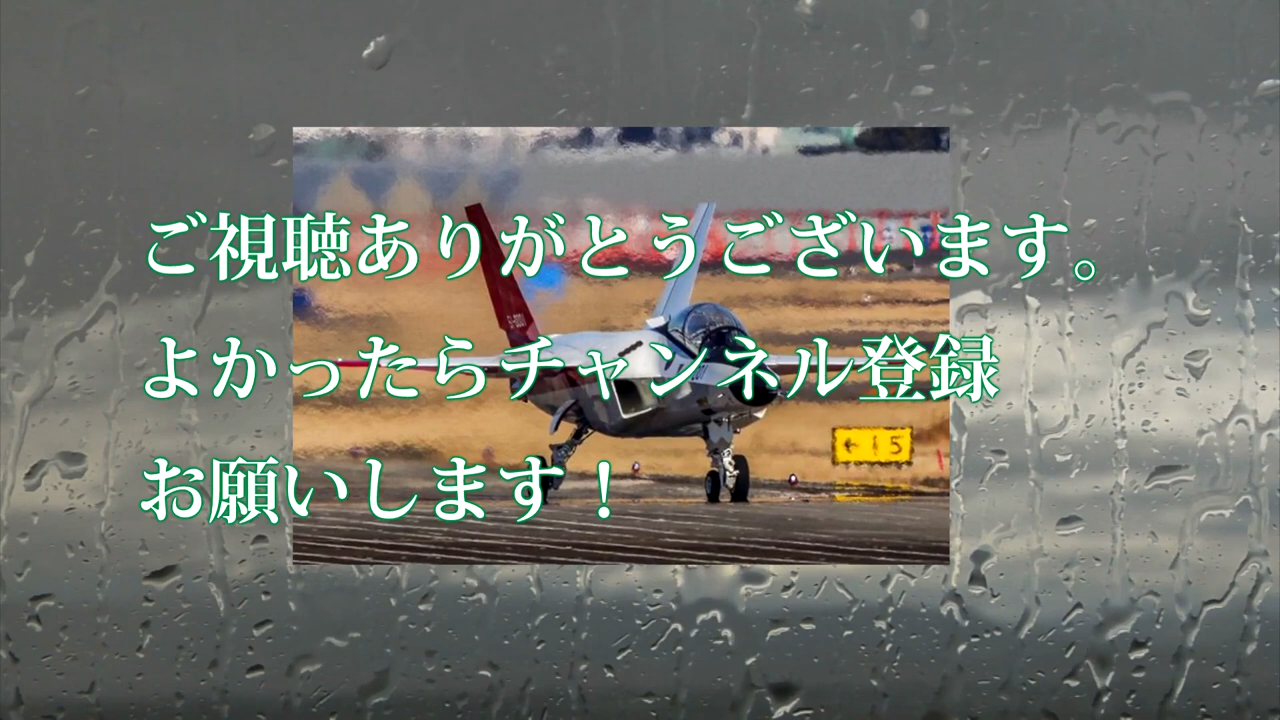 ご視聴ありがとうございます。
よかったらチャンネル登録
お願いします！
←15